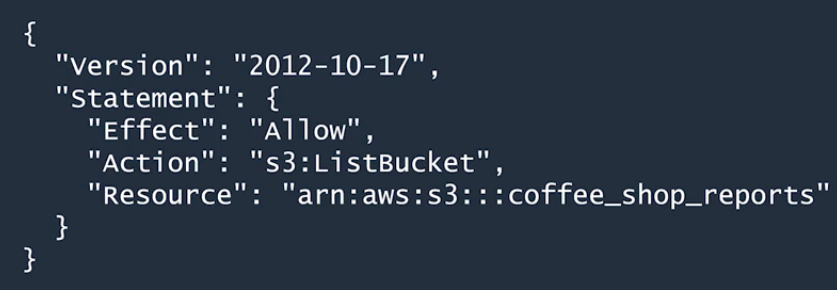 {
  "Version": "2012-10-17",
  "Statement": {
    "Effect": "Allow",
    "Action": "s3:ListBucket",
    "Resource": "arn:aws:s3:::coffee_shop_reports"
  }
}